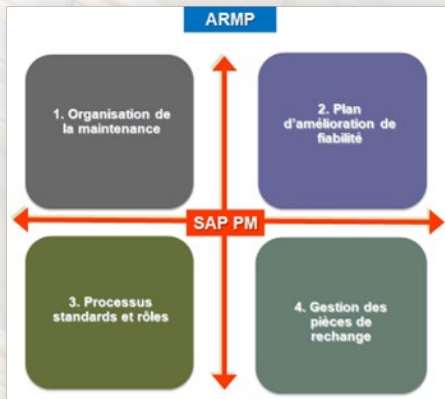 ARMP
1. Organisation de
la maintenance
2. Plan
d'amélioration de
fiabilité
SAP PM
3. Processus
standards et rôles
4. Gestion des
pièces de
rechange